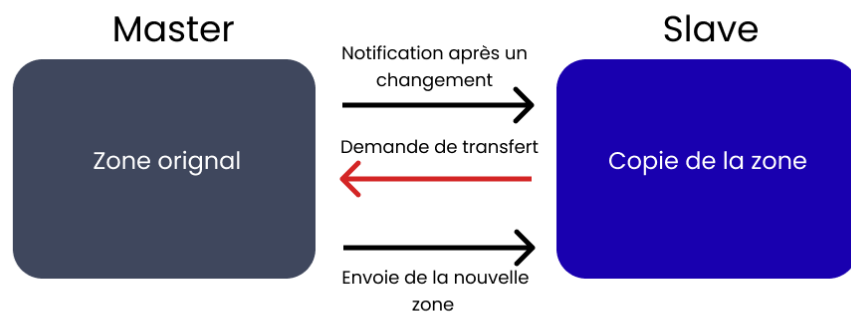 Master
Slave
Notification après un
changement
Zone orignal
Demande de transfert
Copie de la zone
Envoie de la nouvelle
zone